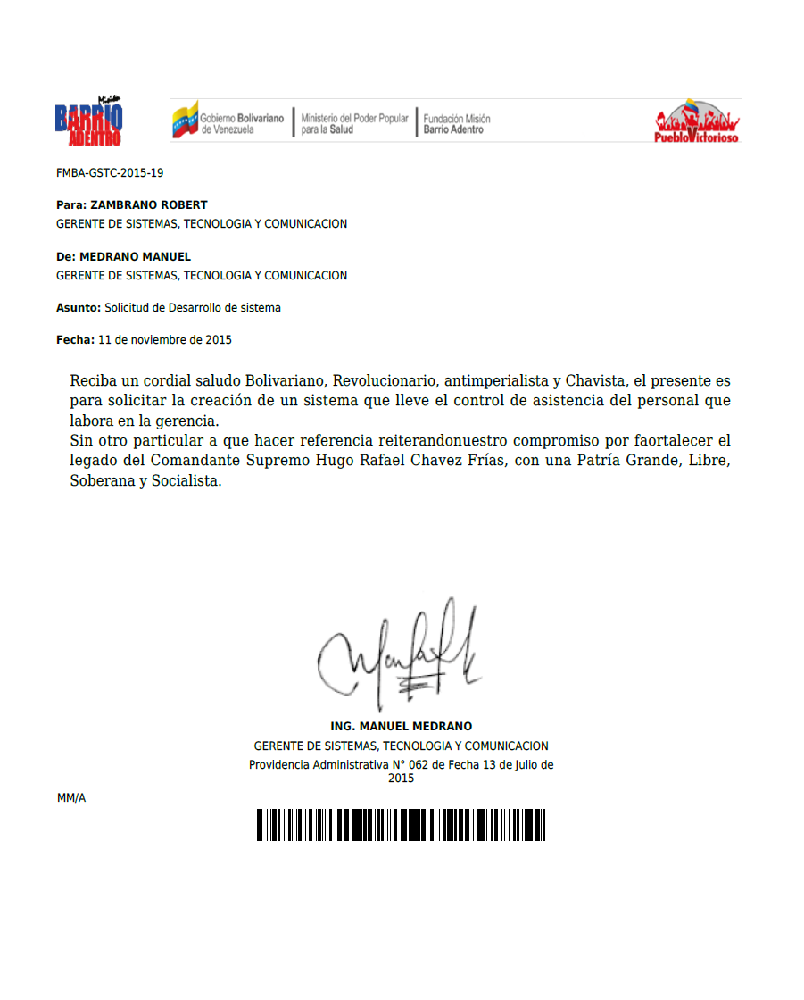 Misión
BARRIO
ADENTRO
Gobierno Bolivariano
de Venezuela
Ministerio del Poder Popular
para la Salud
Fundación Misión
Barrio Adentro
PuebloVictorioso
FMBA-GSTC-2015-19
Para: ZAMBRANO ROBERT
GERENTE DE SISTEMAS, TECNOLOGIA Y COMUNICACION
De: MEDRANO MANUEL
GERENTE DE SISTEMAS, TECNOLOGIA Y COMUNICACION
Asunto: Solicitud de Desarrollo de sistema
Fecha: 11 de noviembre de 2015
Reciba un cordial saludo Bolivariano, Revolucionario, antimperialista y Chavista, el presente es
para solicitar la creación de un sistema que lleve el control de asistencia del personal que
labora en la gerencia.
Sin otro particular a que hacer referencia reiterandonuestro compromiso por faortalecer el
legado del Comandante Supremo Hugo Rafael Chavez Frías, con una Patría Grande, Libre,
Soberana y Socialista.
ING. MANUEL MEDRANO
GERENTE DE SISTEMAS, TECNOLOGIA Y COMUNICACION
Providencia Administrativa N° 062 de Fecha 13 de Julio de
2015
MM/A